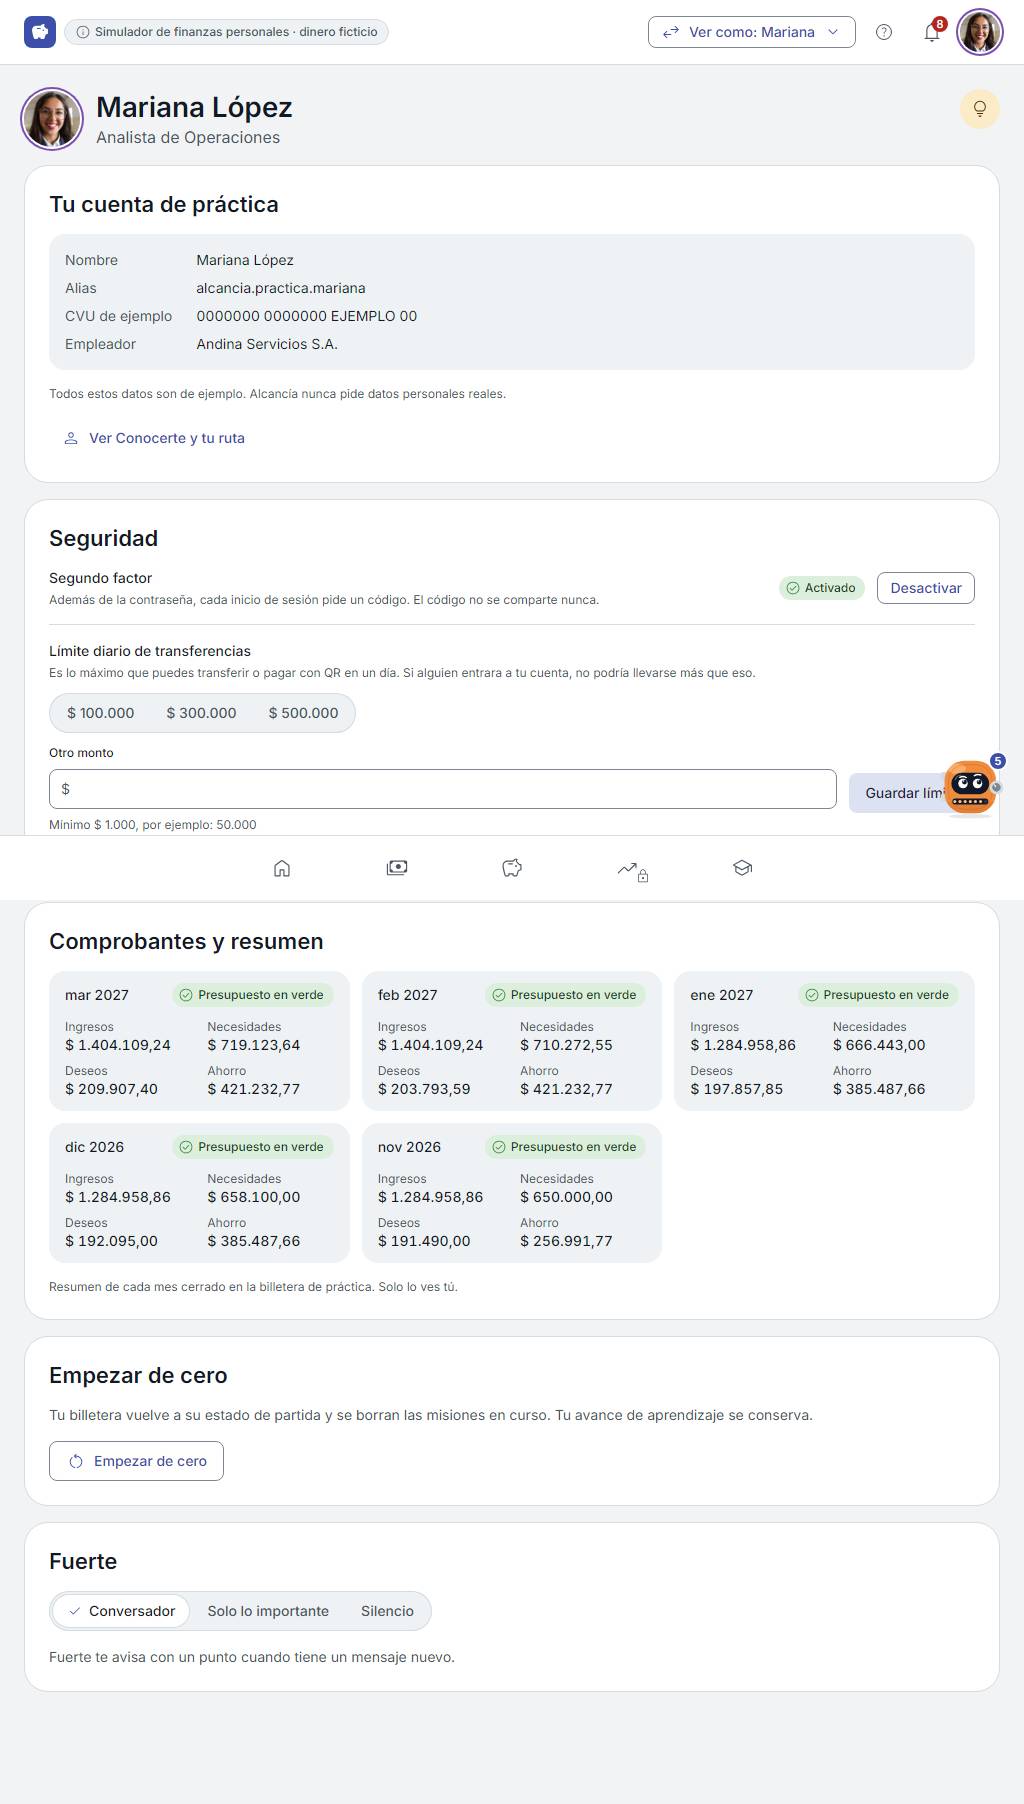 Simulador de finanzas personales · dinero ficticio
Ver como: Mariana
8
Mariana López
Analista de Operaciones
Tu cuenta de práctica
Nombre Mariana López
Alias alcancia.practica.mariana
CVU de ejemplo 0000000 0000000 EJEMPLO 00
Empleador Andina Servicios S.A.
Todos estos datos son de ejemplo. Alcancía nunca pide datos personales reales.
Ver Conocerte y tu ruta
Seguridad
Segundo factor
Además de la contraseña, cada inicio de sesión pide un código. El código no se comparte nunca.
Activado
Desactivar
Límite diario de transferencias
Es lo máximo que puedes transferir o pagar con QR en un día. Si alguien entrara a tu cuenta, no podría llevarse más que eso.
$ 100.000 $ 300.000 $ 500.000
Otro monto
$
Guardar lím
5
Mínimo $ 1.000, por ejemplo: 50.000
Comprobantes y resumen
mar 2027 Presupuesto en verde
Ingresos Necesidades
$ 1.404.109,24 $ 719.123,64
Deseos Ahorro
$ 209.907,40 $ 421.232,77
feb 2027 Presupuesto en verde
Ingresos Necesidades
$ 1.404.109,24 $ 710.272,55
Deseos Ahorro
$ 203.793,59 $ 421.232,77
ene 2027 Presupuesto en verde
Ingresos Necesidades
$ 1.284.958,86 $ 666.443,00
Deseos Ahorro
$ 197.857,85 $ 385.487,66
dic 2026 Presupuesto en verde
Ingresos Necesidades
$ 1.284.958,86 $ 658.100,00
Deseos Ahorro
$ 192.095,00 $ 385.487,66
nov 2026 Presupuesto en verde
Ingresos Necesidades
$ 1.284.958,86 $ 650.000,00
Deseos Ahorro
$ 191.490,00 $ 256.991,77
Resumen de cada mes cerrado en la billetera de práctica. Solo lo ves tú.
Empezar de cero
Tu billetera vuelve a su estado de partida y se borran las misiones en curso. Tu avance de aprendizaje se conserva.
Empezar de cero
Fuerte
Conversador Solo lo importante Silencio
Fuerte te avisa con un punto cuando tiene un mensaje nuevo.